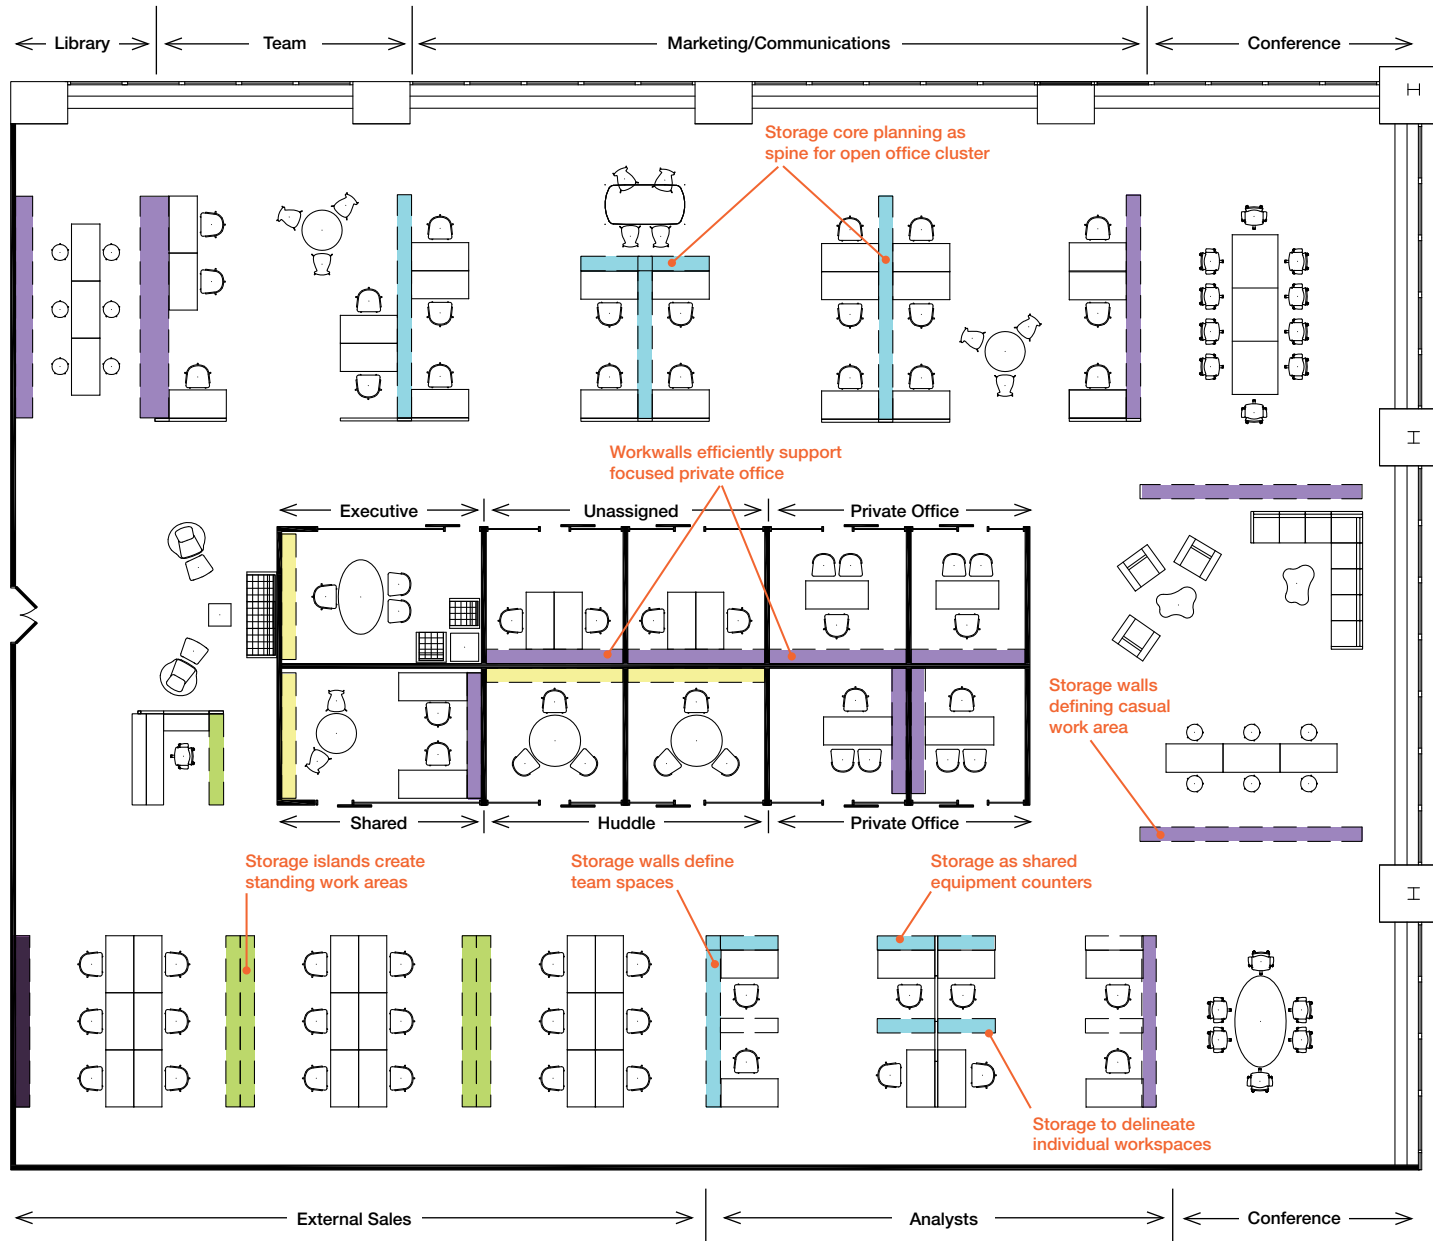 Library
Team
Marketing/Communications
Conference
Storage core planning as
spine for open office cluster
Workwalls efficiently support
focused private office
Executive
Unassigned
Private Office
Storage walls
defining casual
work area
Shared
Huddle
Private Office
Storage islands create
standing work areas
Storage walls define
team spaces
Storage as shared
equipment counters
Storage to delineate
individual workspaces
External Sales
Analysts
Conference